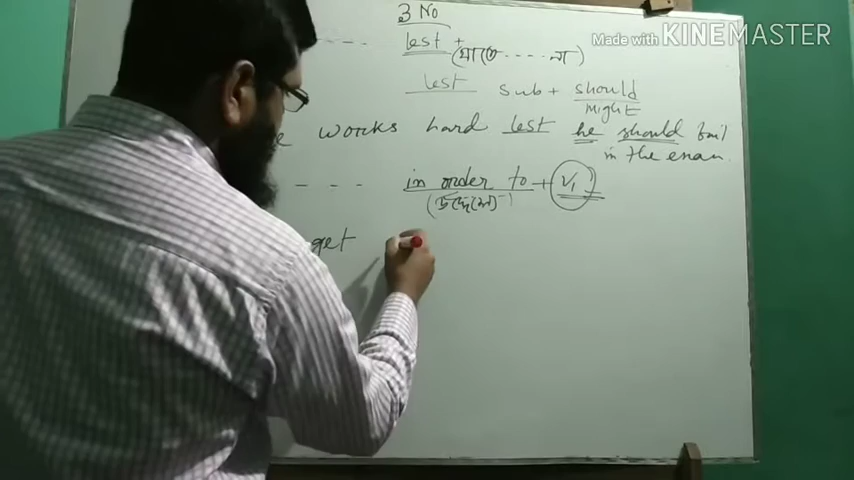 3 No
lest + (যাতে ---- না)
Made with KINEMASTER
lest sub + should
might
works hard lest he should fail
in the exam.
- - - in order to + V1
(উদ্দেশ্যে)
get